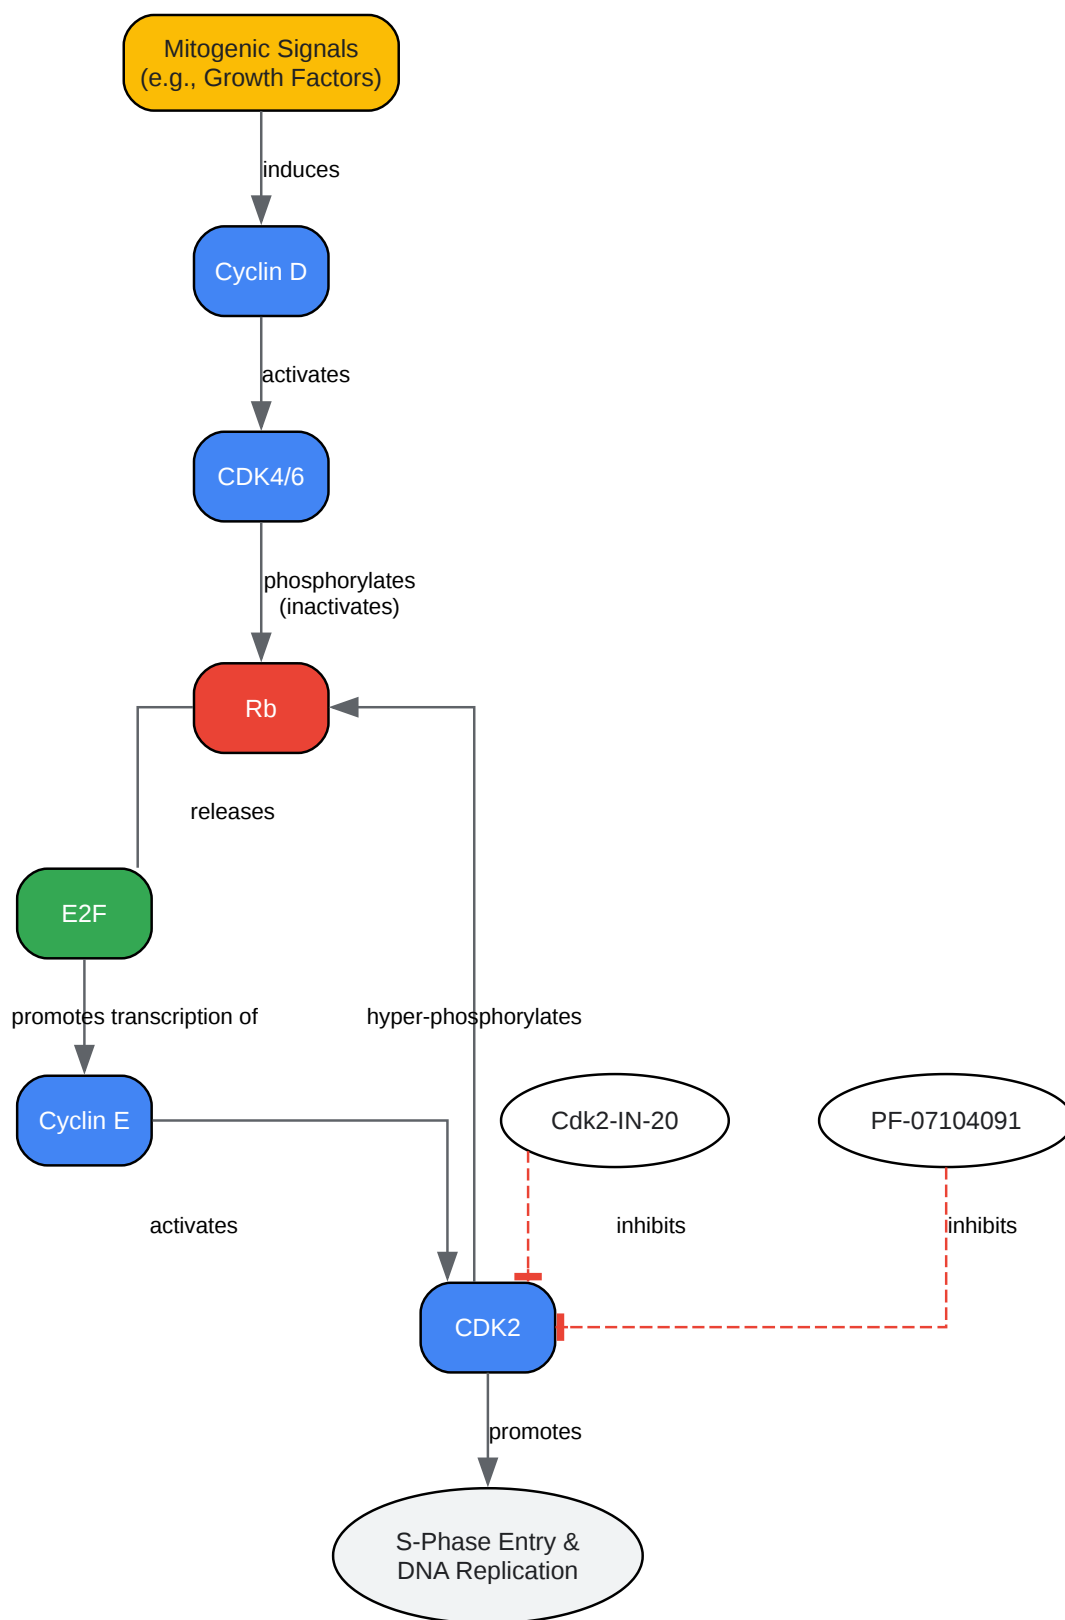 Mitogenic Signals
(e.g., Growth Factors)
induces
Cyclin D
activates
CDK4/6
phosphorylates
(inactivates)
Rb
releases
E2F
promotes transcription of
hyper-phosphorylates
Cyclin E
Cdk2-IN-20
PF-07104091
activates
inhibits
inhibits
CDK2
promotes
S-Phase Entry &
DNA Replication